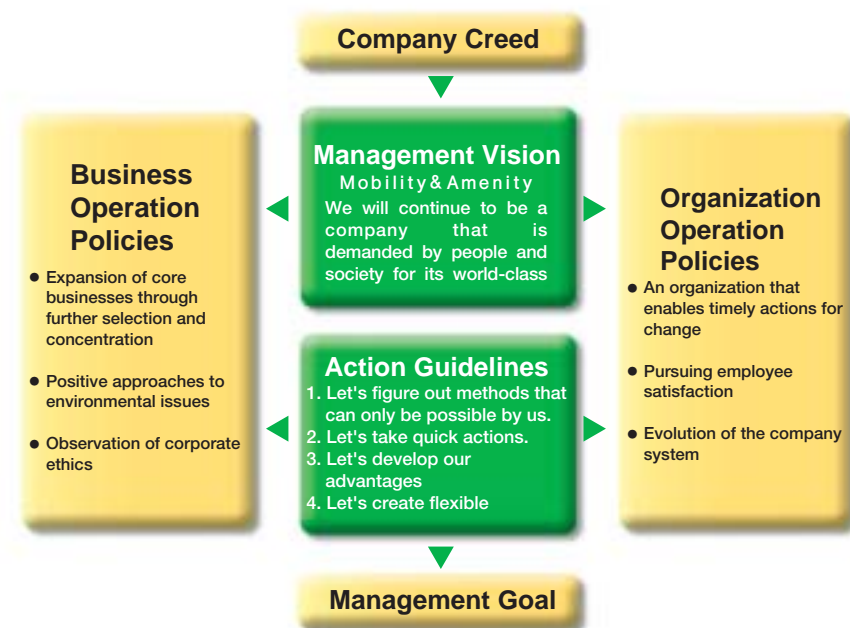 Company Creed
Management Vision
Mobility & Amenity
We will continue to be a
company that is
demanded by people and
society for its world-class
Business
Operation
Policies
● Expansion of core
businesses through
further selection and
concentration
● Positive approaches to
environmental issues
● Observation of corporate
ethics
Action Guidelines
1. Let's figure out methods that
can only be possible by us.
2. Let's take quick actions.
3. Let's develop our
advantages
4. Let's create flexible
Organization
Operation
Policies
● An organization that
enables timely actions for
change
● Pursuing employee
satisfaction
● Evolution of the company
system
Management Goal